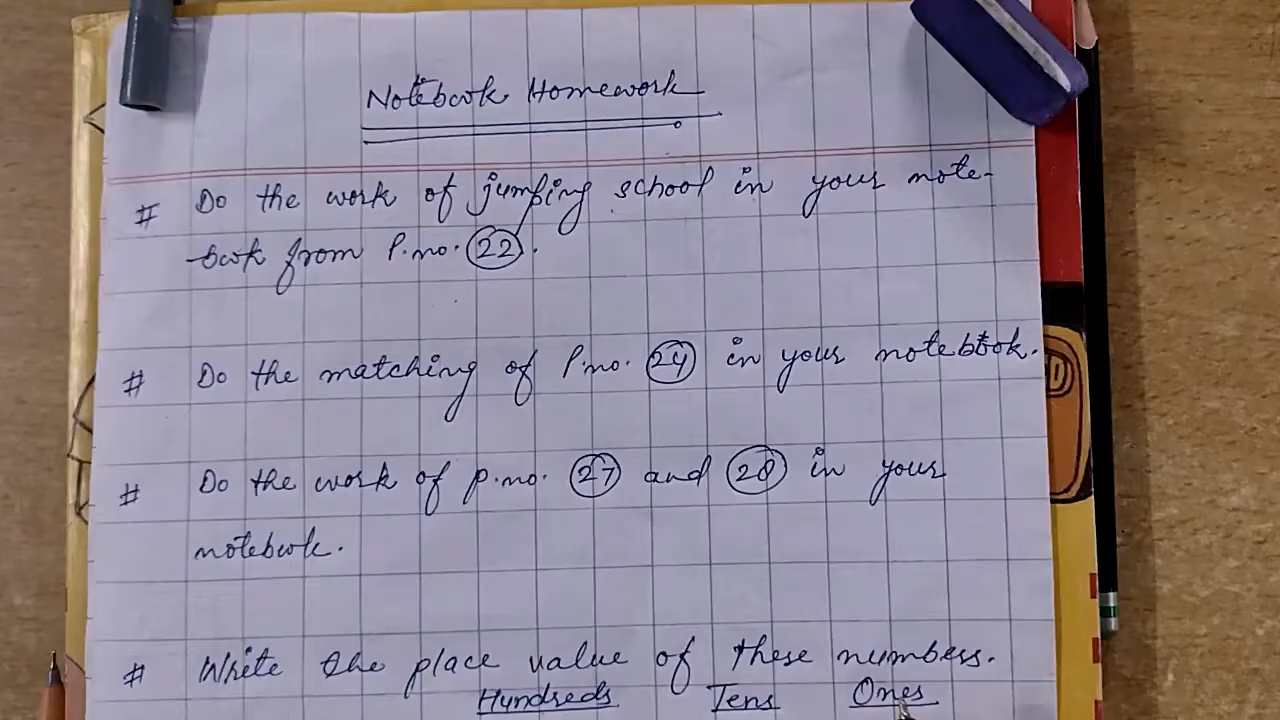 Notebook Homework
# Do the work of jumping school in your note-
book from P.no. 22.
# Do the matching of P.no. 24 in your notebook.
# Do the work of p.no. 27 and 28 in your
notebook.
# Write the place value of these numbers.
Hundreds Tens Ones